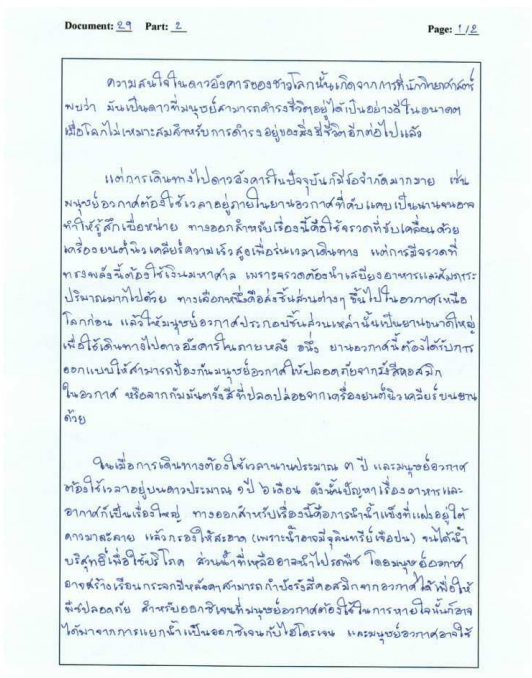 Document: 29 Part: 2 Page: 1/2
ความสนใจในดาวอังคารของชาวโลกนั้นเกิดจากการที่นักวิทยาศาสตร์
พบว่า มันเป็นดาวที่มนุษย์สามารถดำรงชีวิตอยู่ได้เป็นอย่างดีในอนาคต
เมื่อโลกไม่เหมาะสมสำหรับการดำรงอยู่ของสิ่งมีชีวิตอีกต่อไปแล้ว
แต่การเดินทางไปดาวอังคารในปัจจุบันก็มีข้อจำกัดมากมาย เช่น
มนุษย์อวกาศต้องใช้เวลาอยู่ภายในยานอวกาศที่คับแคบเป็นนานจนอาจ
ทำให้รู้สึกเบื่อหน่าย ทางออกสำหรับเรื่องนี้คือใช้จรวดที่ขับเคลื่อนด้วย
เครื่องยนต์นิวเคลียร์ความเร็วสูงเพื่อร่นเวลาเดินทาง แต่การมีจรวดที่
ทรงพลังนี้ต้องใช้เงินมหาศาล เพราะจรวดต้องนำเสบียงอาหารและสัมภาระ
ปริมาณมากไปด้วย ทางเลือกหนึ่งคือส่งชิ้นส่วนต่างๆ ขึ้นไปในอวกาศเหนือ
โลกก่อน แล้วให้มนุษย์อวกาศประกอบชิ้นส่วนเหล่านั้นเป็นยานขนาดใหญ่
เพื่อใช้เดินทางไปดาวอังคารในภายหลัง อนึ่ง ยานอวกาศนี้ต้องได้รับการ
ออกแบบให้สามารถป้องกันมนุษย์อวกาศให้ปลอดภัยจากรังสีคอสมิก
ในอวกาศ หรือจากกัมมันตรังสีที่ปลดปล่อยจากเครื่องยนต์นิวเคลียร์บนยาน
ด้วย
ในเมื่อการเดินทางต้องใช้เวลานานประมาณ ๓ ปี และมนุษย์อวกาศ
ต้องใช้เวลาอยู่บนดาวประมาณ ๑ปี ๖เดือน ดังนั้นปัญหาเรื่องอาหารและ
อากาศก็เป็นเรื่องใหญ่ ทางออกสำหรับเรื่องนี้คือการนำน้ำแข็งที่แฝงอยู่ใต้
ดาวมาละลาย แล้วกรองให้สะอาด (เพราะน้ำอาจมีจุลินทรีย์เจือปน) จนได้น้ำ
บริสุทธิ์เพื่อใช้บริโภค ส่วนน้ำที่เหลืออาจนำไปรดพืช โดยมนุษย์อวกาศ
อาจสร้างเรือนกระจกมีหลังคาสามารถกำบังรังสีคอสมิกจากอวกาศได้เพื่อให้
พืชปลอดภัย สำหรับออกซิเจนที่มนุษย์อวกาศต้องใช้ในการหายใจนั้นก็อาจ
ได้มาจากการแยกน้ำเป็นออกซิเจนกับไฮโดรเจน และมนุษย์อวกาศอาจใช้